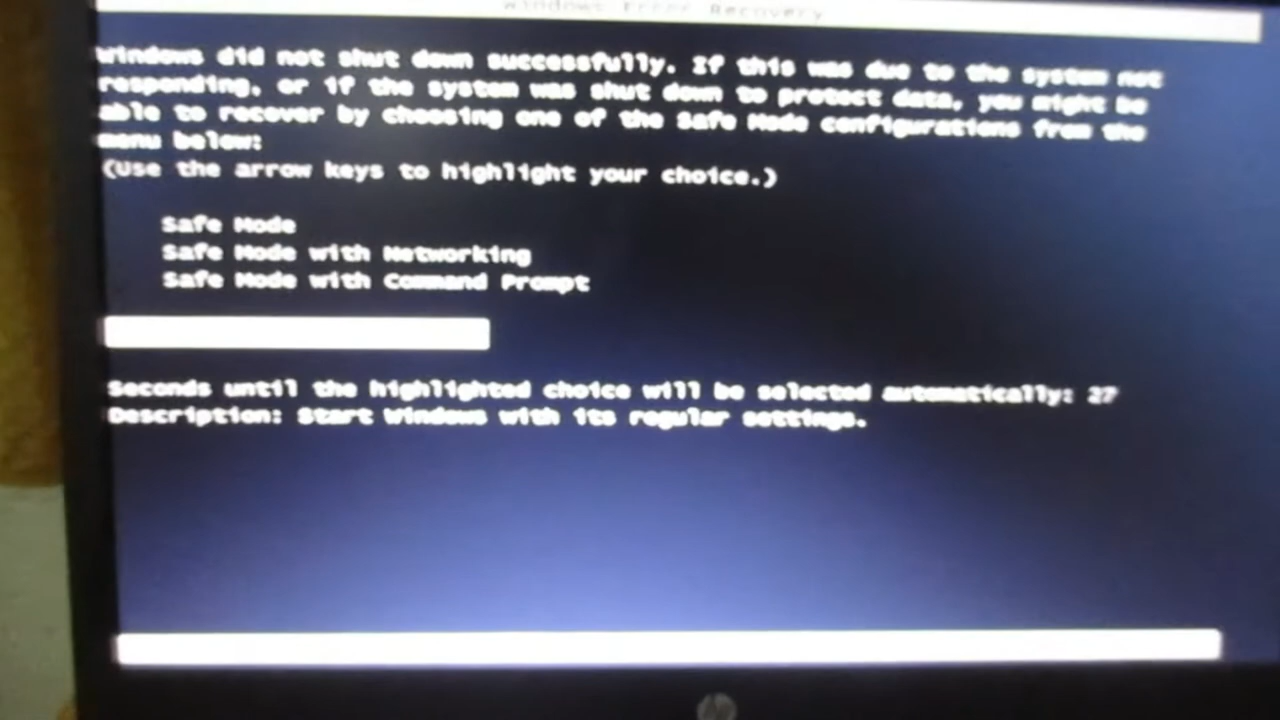 Windows Error Recovery
Windows did not shut down successfully. If this was due to the system not
responding, or if the system was shut down to protect data, you might be
able to recover by choosing one of the Safe Mode configurations from the
menu below:
(Use the arrow keys to highlight your choice.)
Safe Mode
Safe Mode with Networking
Safe Mode with Command Prompt
Seconds until the highlighted choice will be selected automatically: 27
Description: Start Windows with its regular settings.
hp